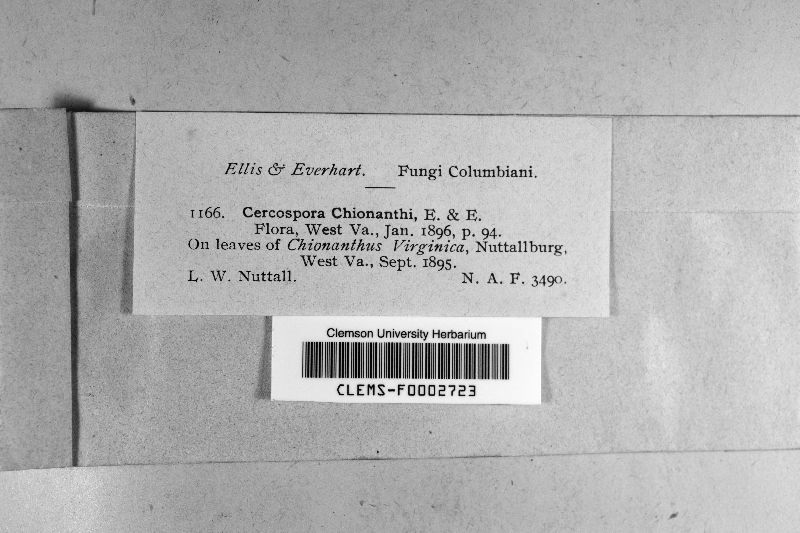 Ellis & Everhart. Fungi Columbiani.
1166. Cercospora Chionanthi, E. & E.
Flora, West Va., Jan. 1896, p. 94.
On leaves of Chionanthus Virginica, Nuttallburg,
West Va., Sept. 1895.
L. W. Nuttall. N. A. F. 3490.
Clemson University Herbarium
CLEMS-F0002723